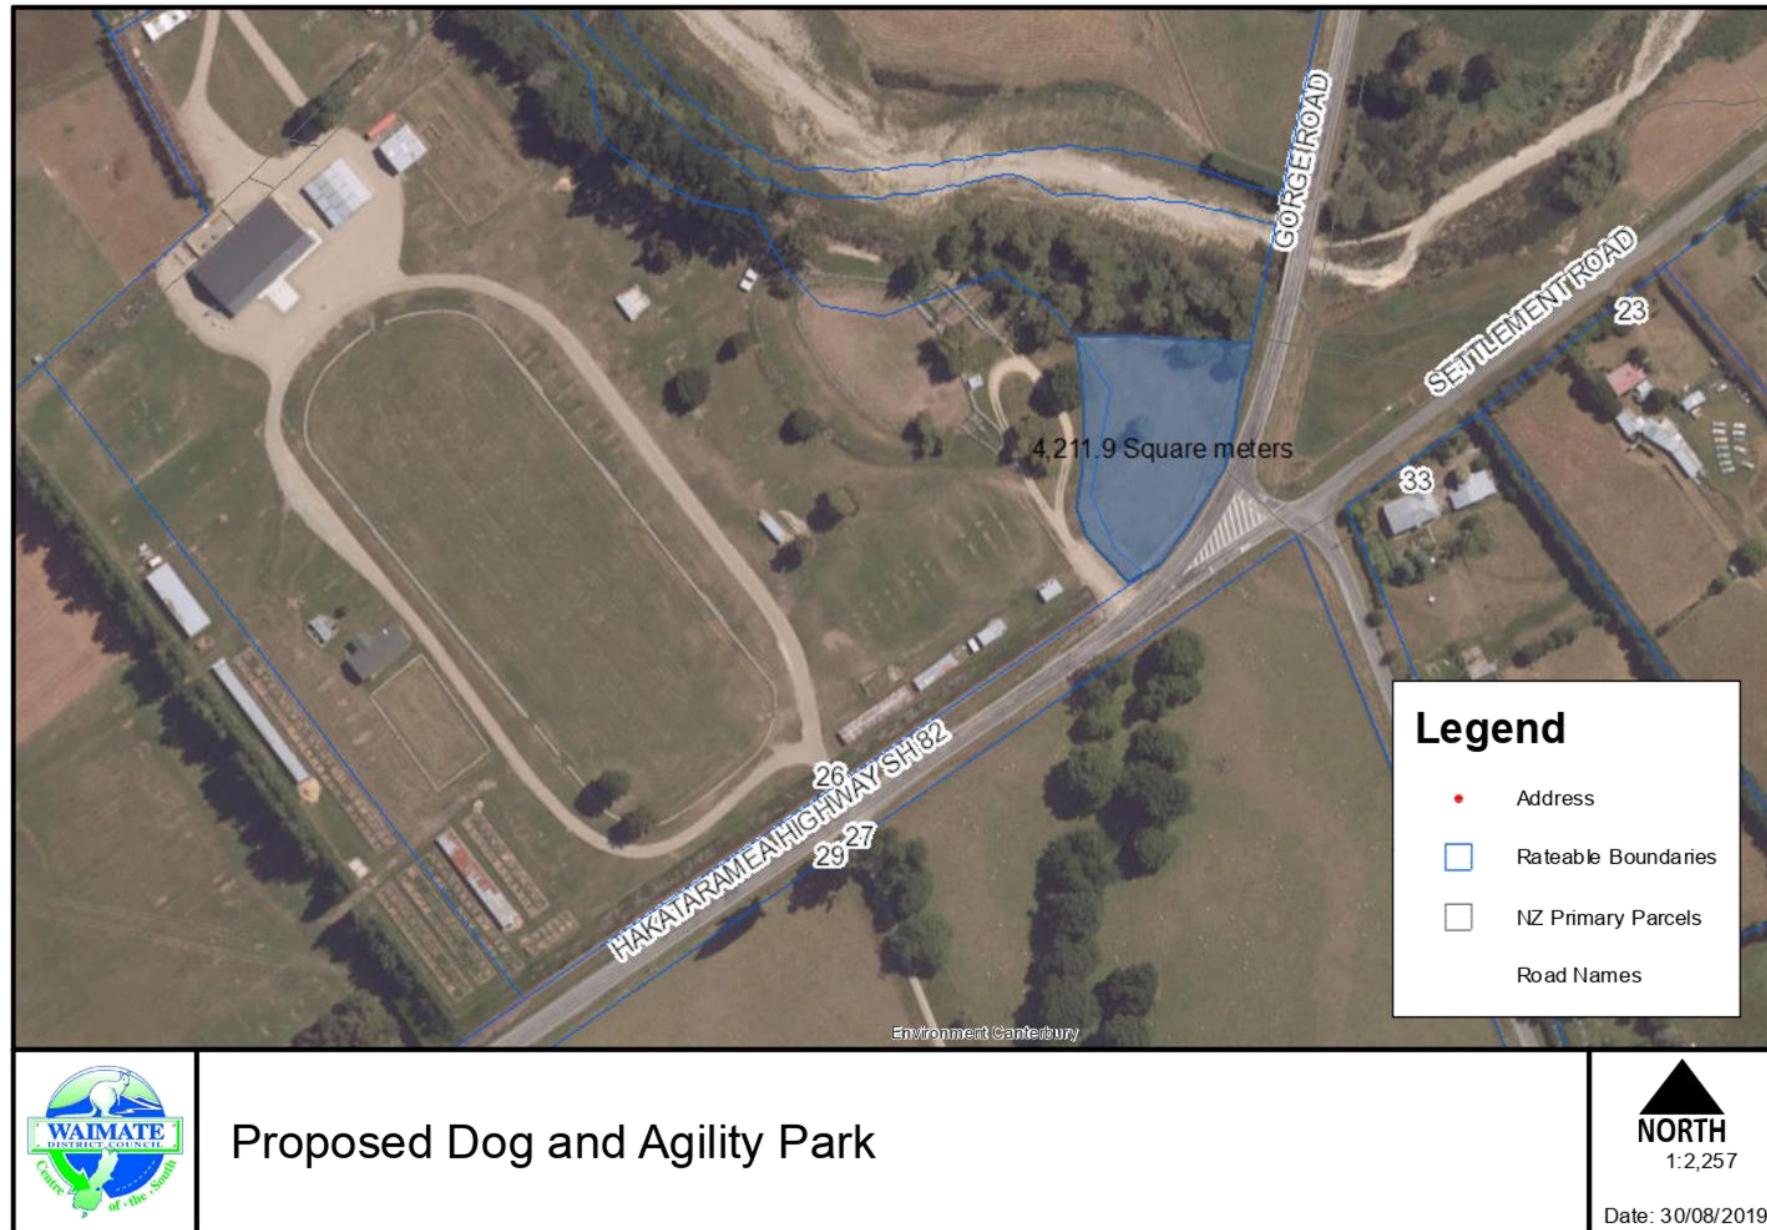 GORGE ROAD
SETTLEMENT ROAD
23
4,211.9 Square meters
33
26
HAKATARAMEA HIGHWAY SH 82
27
29
Environment Canterbury
Legend
Address
Rateable Boundaries
NZ Primary Parcels
Road Names
WAIMATE
DISTRICT COUNCIL
Centre of the South
Proposed Dog and Agility Park
NORTH
1:2,257
Date: 30/08/2019